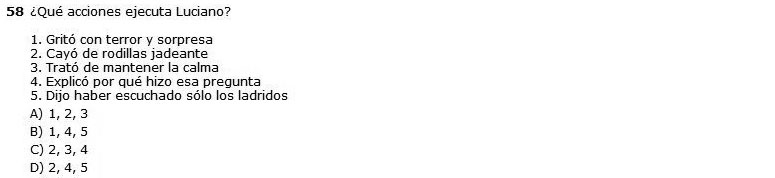 58 ¿Qué acciones ejecuta Luciano?
1. Gritó con terror y sorpresa
2. Cayó de rodillas jadeante
3. Trató de mantener la calma
4. Explicó por qué hizo esa pregunta
5. Dijo haber escuchado sólo los ladridos
A) 1, 2, 3
B) 1, 4, 5
C) 2, 3, 4
D) 2, 4, 5